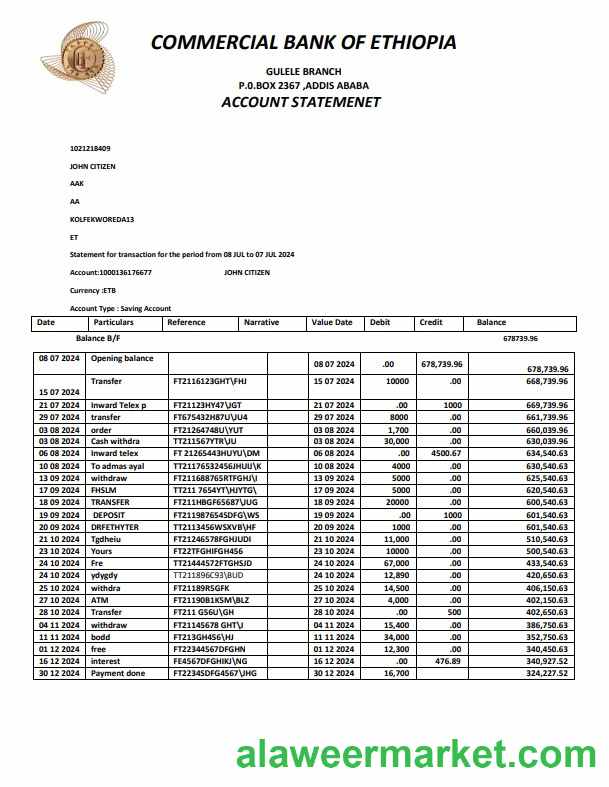 COMMERCIAL BANK OF ETHIOPIA
GULELE BRANCH
P.0.BOX 2367 ,ADDIS ABABA
ACCOUNT STATEMENET
1021218409
JOHN CITIZEN
AAK
AA
KOLFEKWOREDA13
ET
Statement for transaction for the period from 08 JUL to 07 JUL 2024
Account:1000136176677 JOHN CITIZEN
Currency :ETB
Account Type : Saving Account
Date Particulars Reference Narrative Value Date Debit Credit Balance
Balance B/F 678739.96
08 07 2024 Opening balance 08 07 2024 .00 678,739.96 678,739.96
15 07 2024 Transfer FT2116123GHT\FHJ 15 07 2024 10000 .00 668,739.96
21 07 2024 Inward Telex p FT21123HY47\JGT 21 07 2024 .00 1000 669,739.96
29 07 2024 transfer FT675432H87U\JU4 29 07 2024 8000 .00 661,739.96
03 08 2024 order FT21264748U\YUT 03 08 2024 1,700 .00 660,039.96
03 08 2024 Cash withdra TT211567YTR\JU 03 08 2024 30,000 .00 630,039.96
06 08 2024 Inward telex FT 21265443HUYU\DM 06 08 2024 .00 4500.67 634,540.63
10 08 2024 To admas ayal TT21176532456JHUIJ\K 10 08 2024 4000 .00 630,540.63
13 09 2024 withdraw FT211688765RTFGHJ\I 13 09 2024 5000 .00 625,540.63
17 09 2024 FHSLM TT211 7654YT\HJYTG\ 17 09 2024 5000 .00 620,540.63
18 09 2024 TRANSFER FT211HBGF65687\IJG 18 09 2024 20000 .00 600,540.63
19 09 2024 DEPOSIT FT211987654SDFG\WS 19 09 2024 .00 1000 601,540.63
20 09 2024 DRFETHYTER TT2113456WSXVB\HF 20 09 2024 1000 .00 601,540.63
21 10 2024 Tgdheiu FT21246578FGHJUDI 21 10 2024 11,000 .00 510,540.63
23 10 2024 Yours FT22TFGHIFGH456 23 10 2024 10000 .00 500,540.63
24 10 2024 Fre TT21444572FTGHSJD 24 10 2024 67,000 .00 433,540.63
24 10 2024 ydygdy TT211896C93\BUD 24 10 2024 12,890 .00 420,650.63
25 10 2024 withdra FT21189R5GFK 25 10 2024 14,500 .00 406,150.63
27 10 2024 ATM FT21190B1KSM\BLZ 27 10 2024 4,000 .00 402,150.63
28 10 2024 Transfer FT211 G56U\GH 28 10 2024 .00 500 402,650.63
04 11 2024 withdraw FT21145678 GHT\J 04 11 2024 15,400 .00 386,750.63
11 11 2024 bodd FT213GH456\HJ 11 11 2024 34,000 .00 352,750.63
01 12 2024 free FT22344567DFGHN 01 12 2024 12,300 .00 340,450.63
16 12 2024 interest FE4567DFGHIKJ\NG 16 12 2024 .00 476.89 340,927.52
30 12 2024 Payment done FT2234SDFG4567\JHG 30 12 2024 16,700 324,227.52
alaweermarket.com